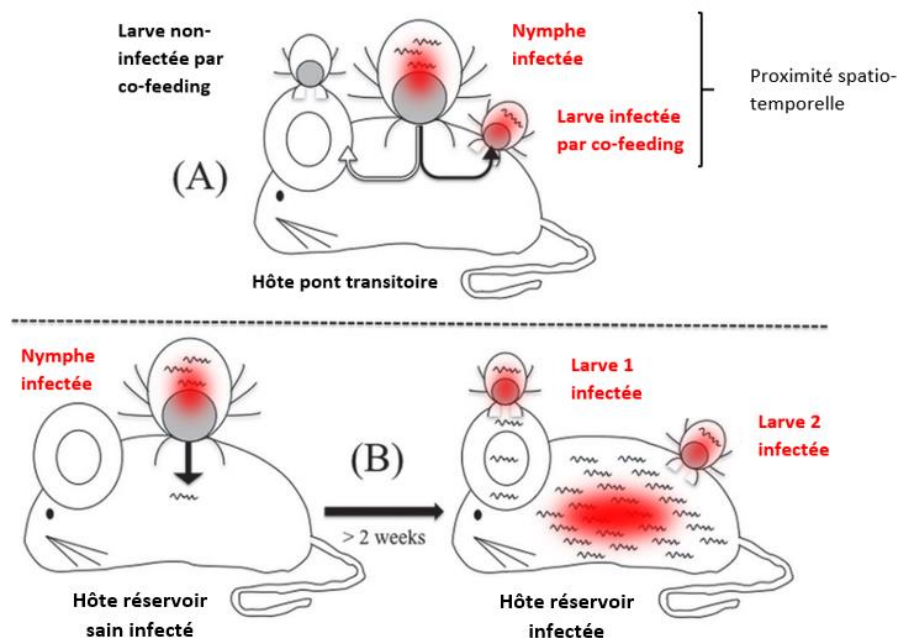 Larve non-
infectée par
co-feeding
Nymphe
infectée
Larve infectée
par co-feeding
Proximité spatio-
temporelle
(A)
Hôte pont transitoire
Nymphe
infectée
(B)
> 2 weeks
Larve 1
infectée
Larve 2
infectée
Hôte réservoir
sain infecté
Hôte réservoir
infectée